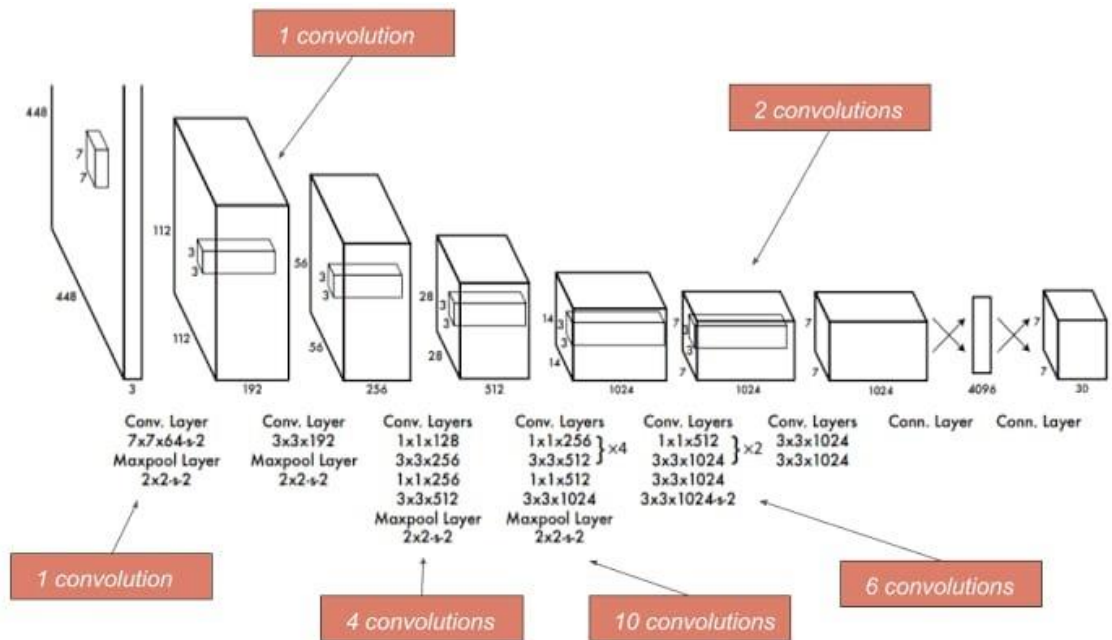 1 convolution
2 convolutions
448
448
7
7
3
112
112
3
3
192
56
56
3
3
256
28
28
3
3
512
14
14
3
3
1024
7
7
3
3
1024
7
7
1024
4096
7
7
30
Conv. Layer
7x7x64-s-2
Maxpool Layer
2x2-s-2
Conv. Layer
3x3x192
Maxpool Layer
2x2-s-2
Conv. Layers
1x1x128
3x3x256
1x1x256
3x3x512
Maxpool Layer
2x2-s-2
Conv. Layers
1x1x256
3x3x512
}×4
1x1x512
3x3x1024
Maxpool Layer
2x2-s-2
Conv. Layers
1x1x512
3x3x1024
}×2
3x3x1024
3x3x1024-s-2
Conv. Layers
3x3x1024
3x3x1024
Conn. Layer
Conn. Layer
1 convolution
4 convolutions
10 convolutions
6 convolutions